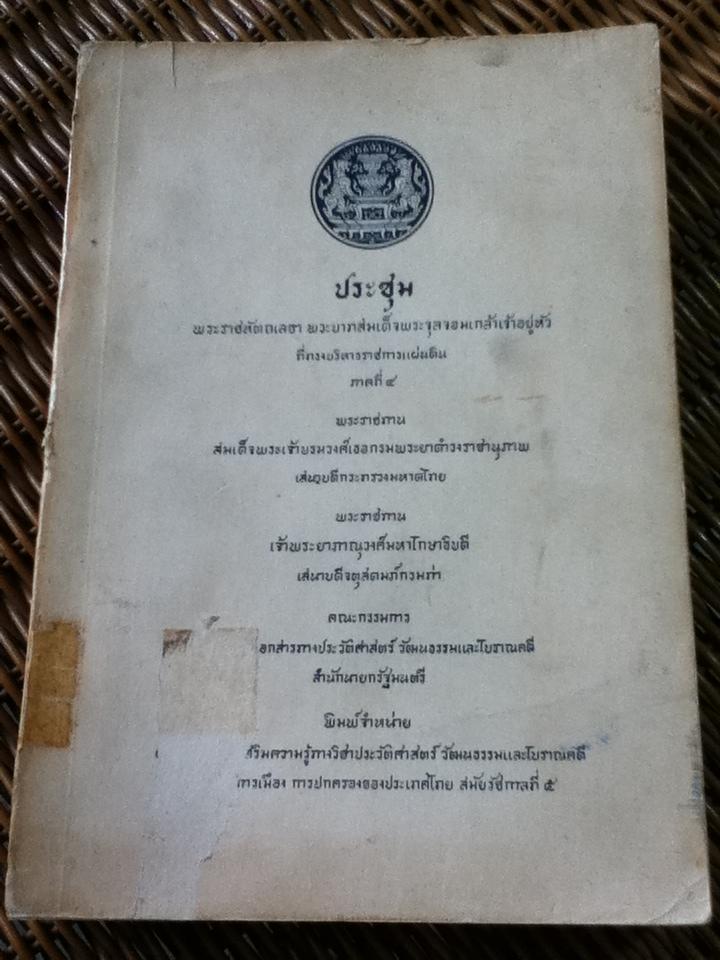 ประชุม
พระราชหัตถเลขา พระบาทสมเด็จพระจุลจอมเกล้าเจ้าอยู่หัว
ที่ทรงบริหารราชการแผ่นดิน
ภาคที่ ๔
พระราชทาน
สมเด็จพระเจ้าบรมวงศ์เธอกรมพระยาดำรงราชานุภาพ
เสนาบดีกระทรวงมหาดไทย
พระราชทาน
เจ้าพระยาภาณุวงศ์มหาโกษาธิบดี
เสนาบดีจตุสดมภ์กรมท่า
คณะกรรมการ
อกสารทางประวัติศาสตร์ วัฒนธรรมและโบราณคดี
สำนักนายกรัฐมนตรี
พิมพ์จำหน่าย
ริมความรู้ทางวิชาประวัติศาสตร์ วัฒนธรรมและโบราณคดี
การเมือง การปกครองของประเทศไทย สมัยรัชกาลที่ ๕